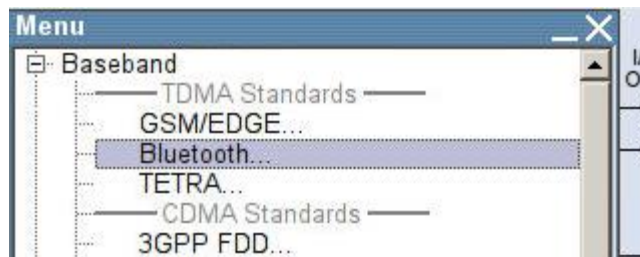 Menu
Baseband
TDMA Standards
GSM/EDGE...
Bluetooth...
TETRA...
CDMA Standards
3GPP FDD...